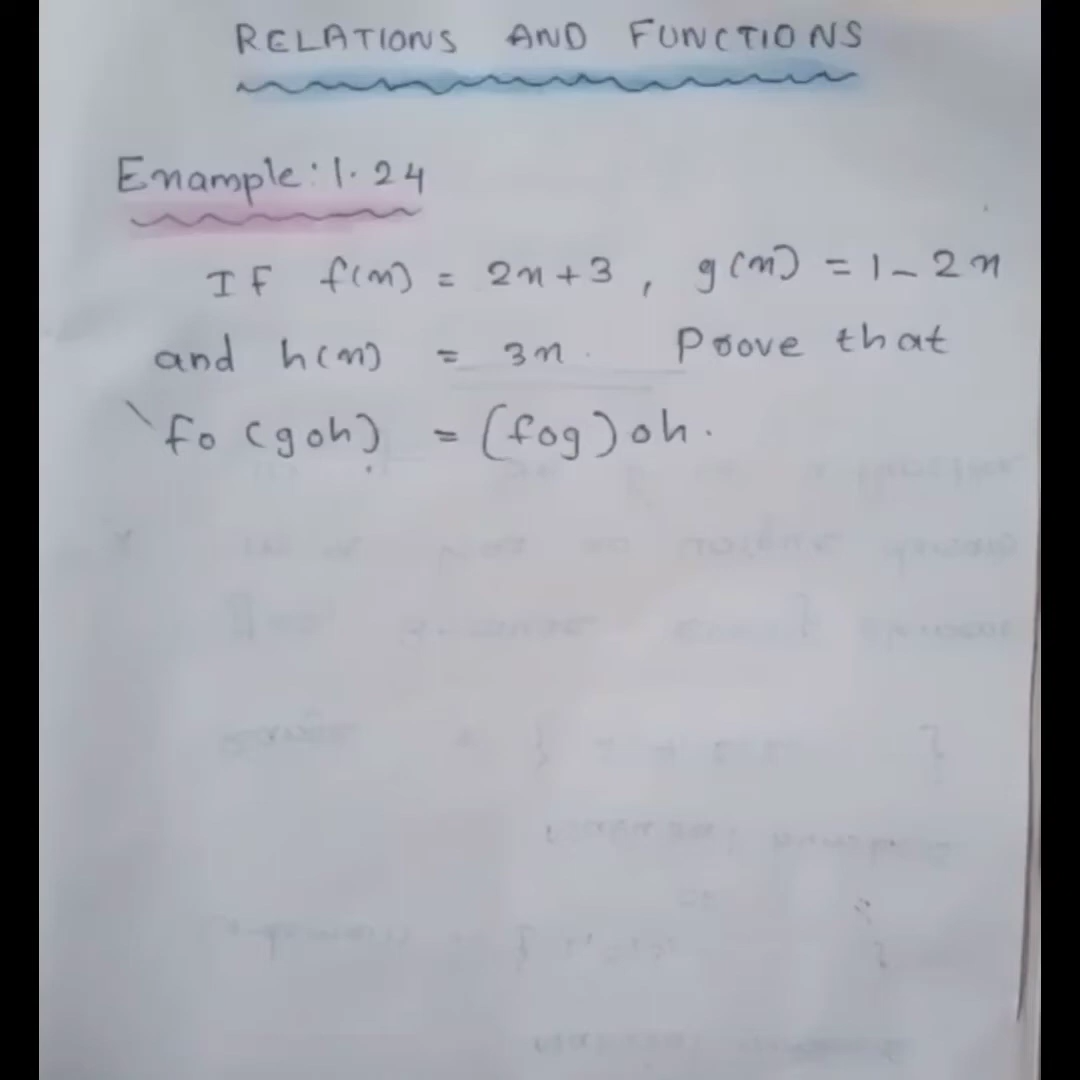 RELATIONS AND FUNCTIONS
Example: 1.24
IF f(x) = 2x+3, g(x) = 1-2x
and h(x) = 3x. Prove that
fo(goh) = (fog)oh.